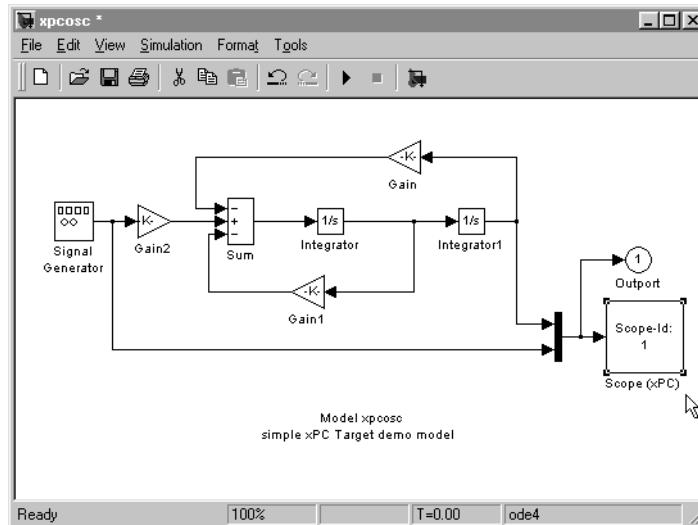 xpcosc *
File Edit View Simulation Format Tools
-K-
Gain
Signal
Generator
K-
Gain2
−
+
−
Sum
1/s
Integrator
1/s
Integrator1
-K-
Gain1
1
Outport
Scope-Id:
1
Scope (xPC)
Model xpcosc
simple xPC Target demo model
Ready 100% T=0.00 ode4